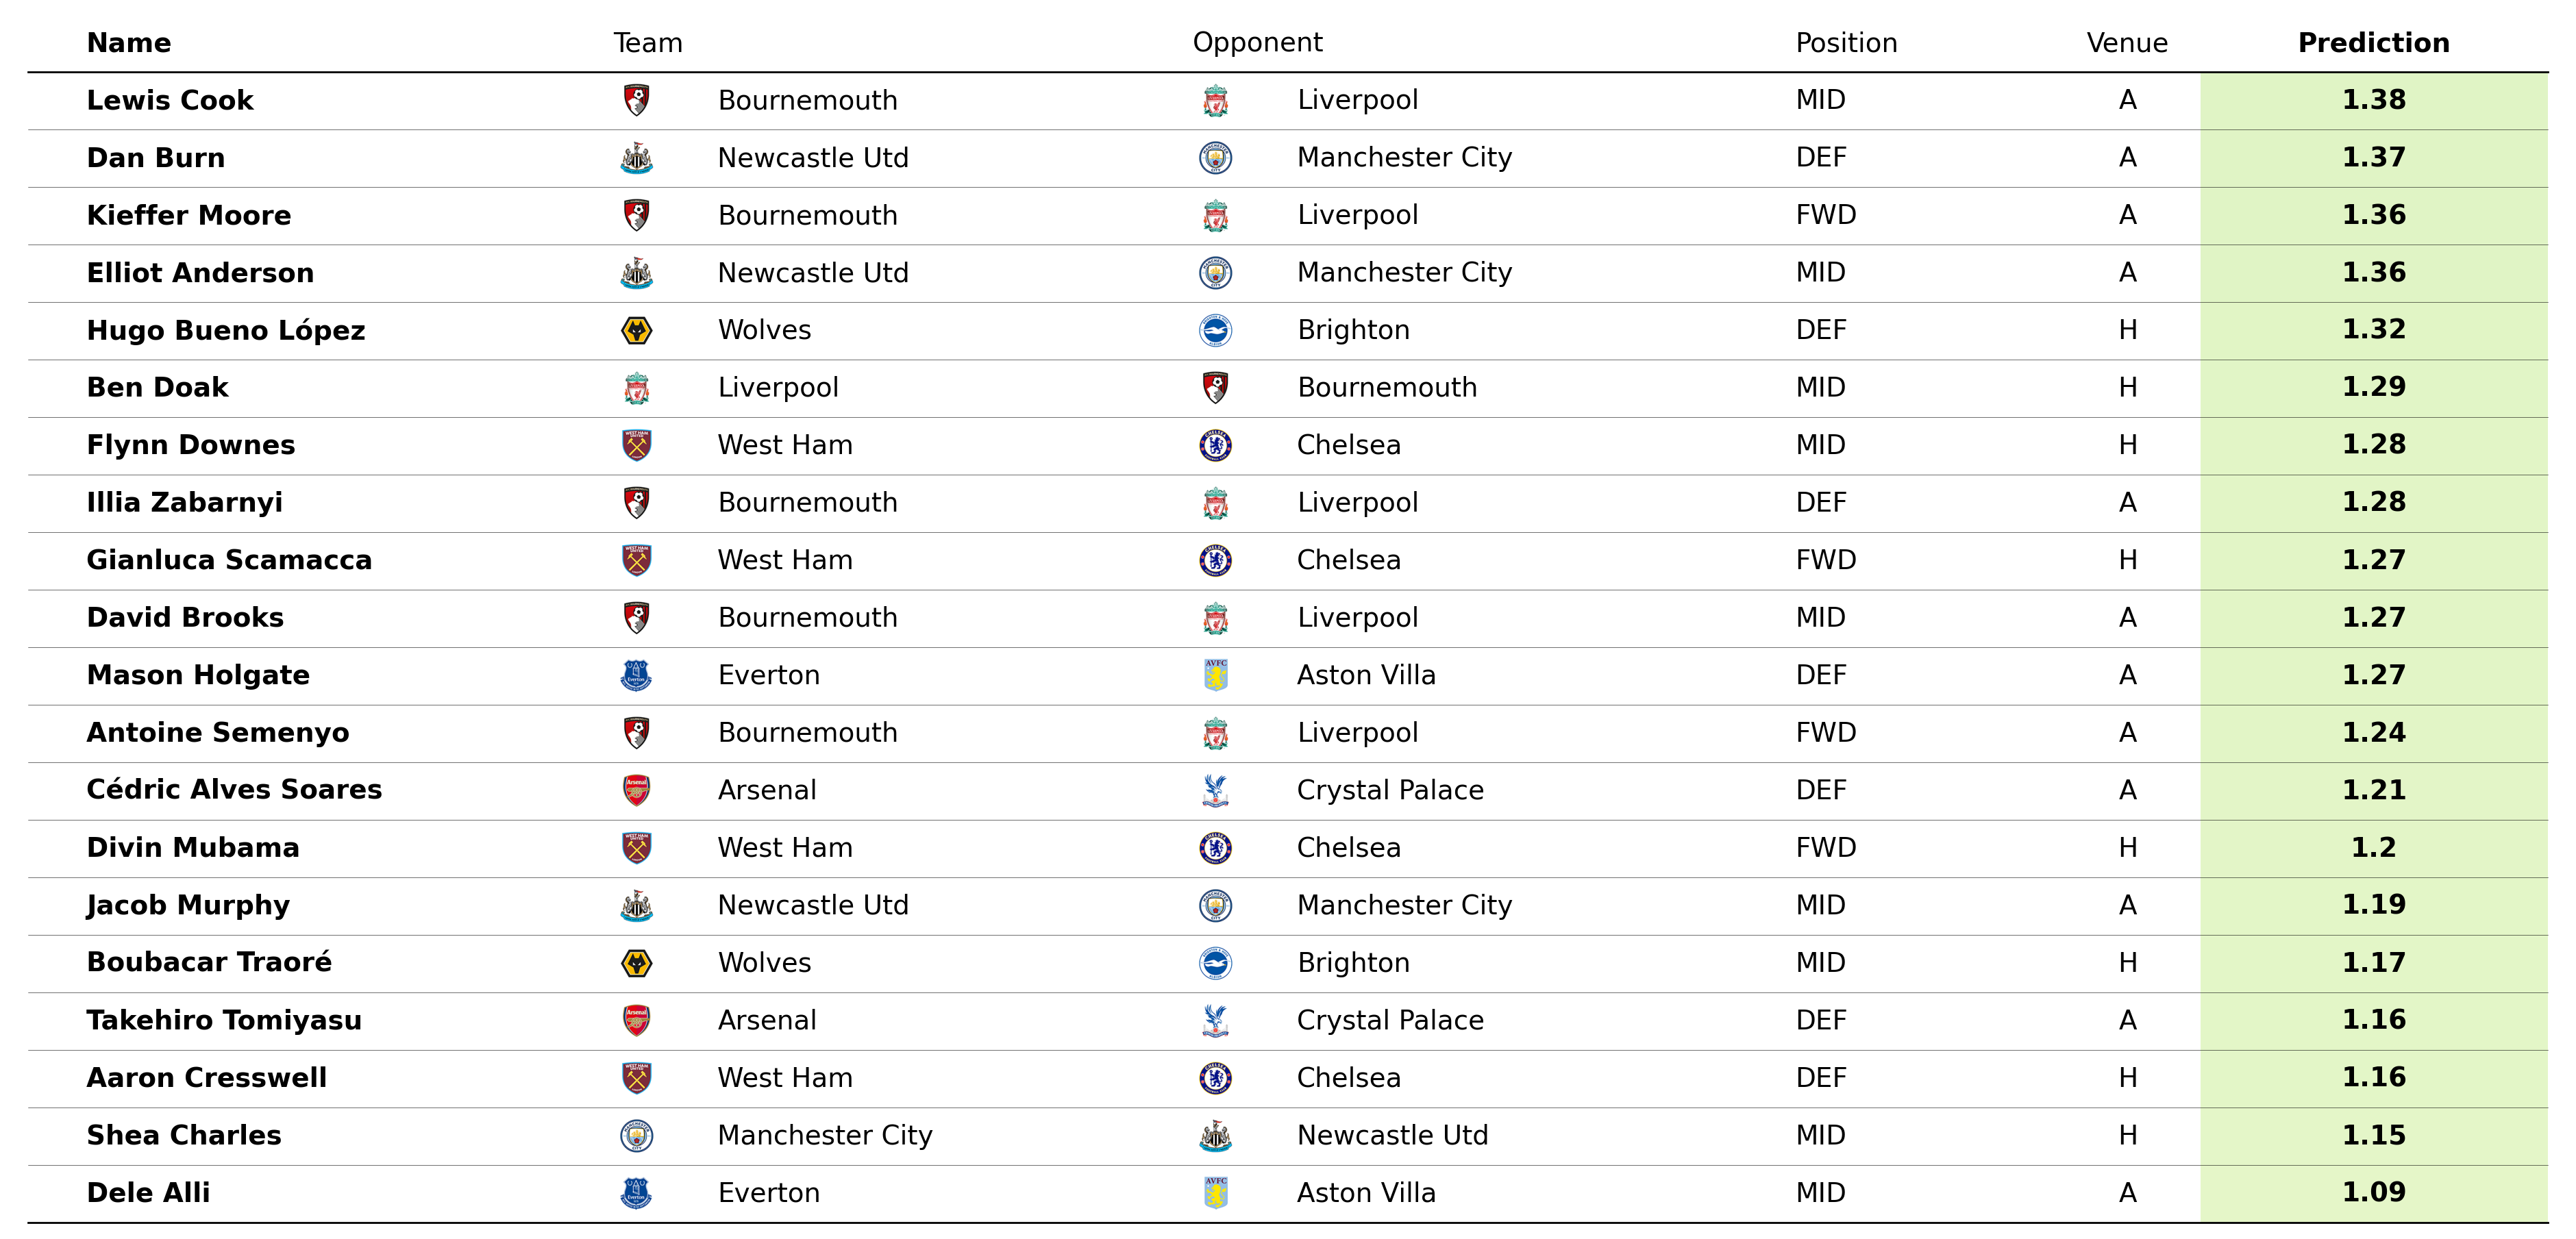 Name Team Opponent Position Venue Prediction
Lewis Cook Bournemouth Liverpool MID A 1.38
Dan Burn Newcastle Utd Manchester City DEF A 1.37
Kieffer Moore Bournemouth Liverpool FWD A 1.36
Elliot Anderson Newcastle Utd Manchester City MID A 1.36
Hugo Bueno López Wolves Brighton DEF H 1.32
Ben Doak Liverpool Bournemouth MID H 1.29
Flynn Downes West Ham Chelsea MID H 1.28
Illia Zabarnyi Bournemouth Liverpool DEF A 1.28
Gianluca Scamacca West Ham Chelsea FWD H 1.27
David Brooks Bournemouth Liverpool MID A 1.27
Mason Holgate Everton Aston Villa DEF A 1.27
Antoine Semenyo Bournemouth Liverpool FWD A 1.24
Cédric Alves Soares Arsenal Crystal Palace DEF A 1.21
Divin Mubama West Ham Chelsea FWD H 1.2
Jacob Murphy Newcastle Utd Manchester City MID A 1.19
Boubacar Traoré Wolves Brighton MID H 1.17
Takehiro Tomiyasu Arsenal Crystal Palace DEF A 1.16
Aaron Cresswell West Ham Chelsea DEF H 1.16
Shea Charles Manchester City Newcastle Utd MID H 1.15
Dele Alli Everton Aston Villa MID A 1.09